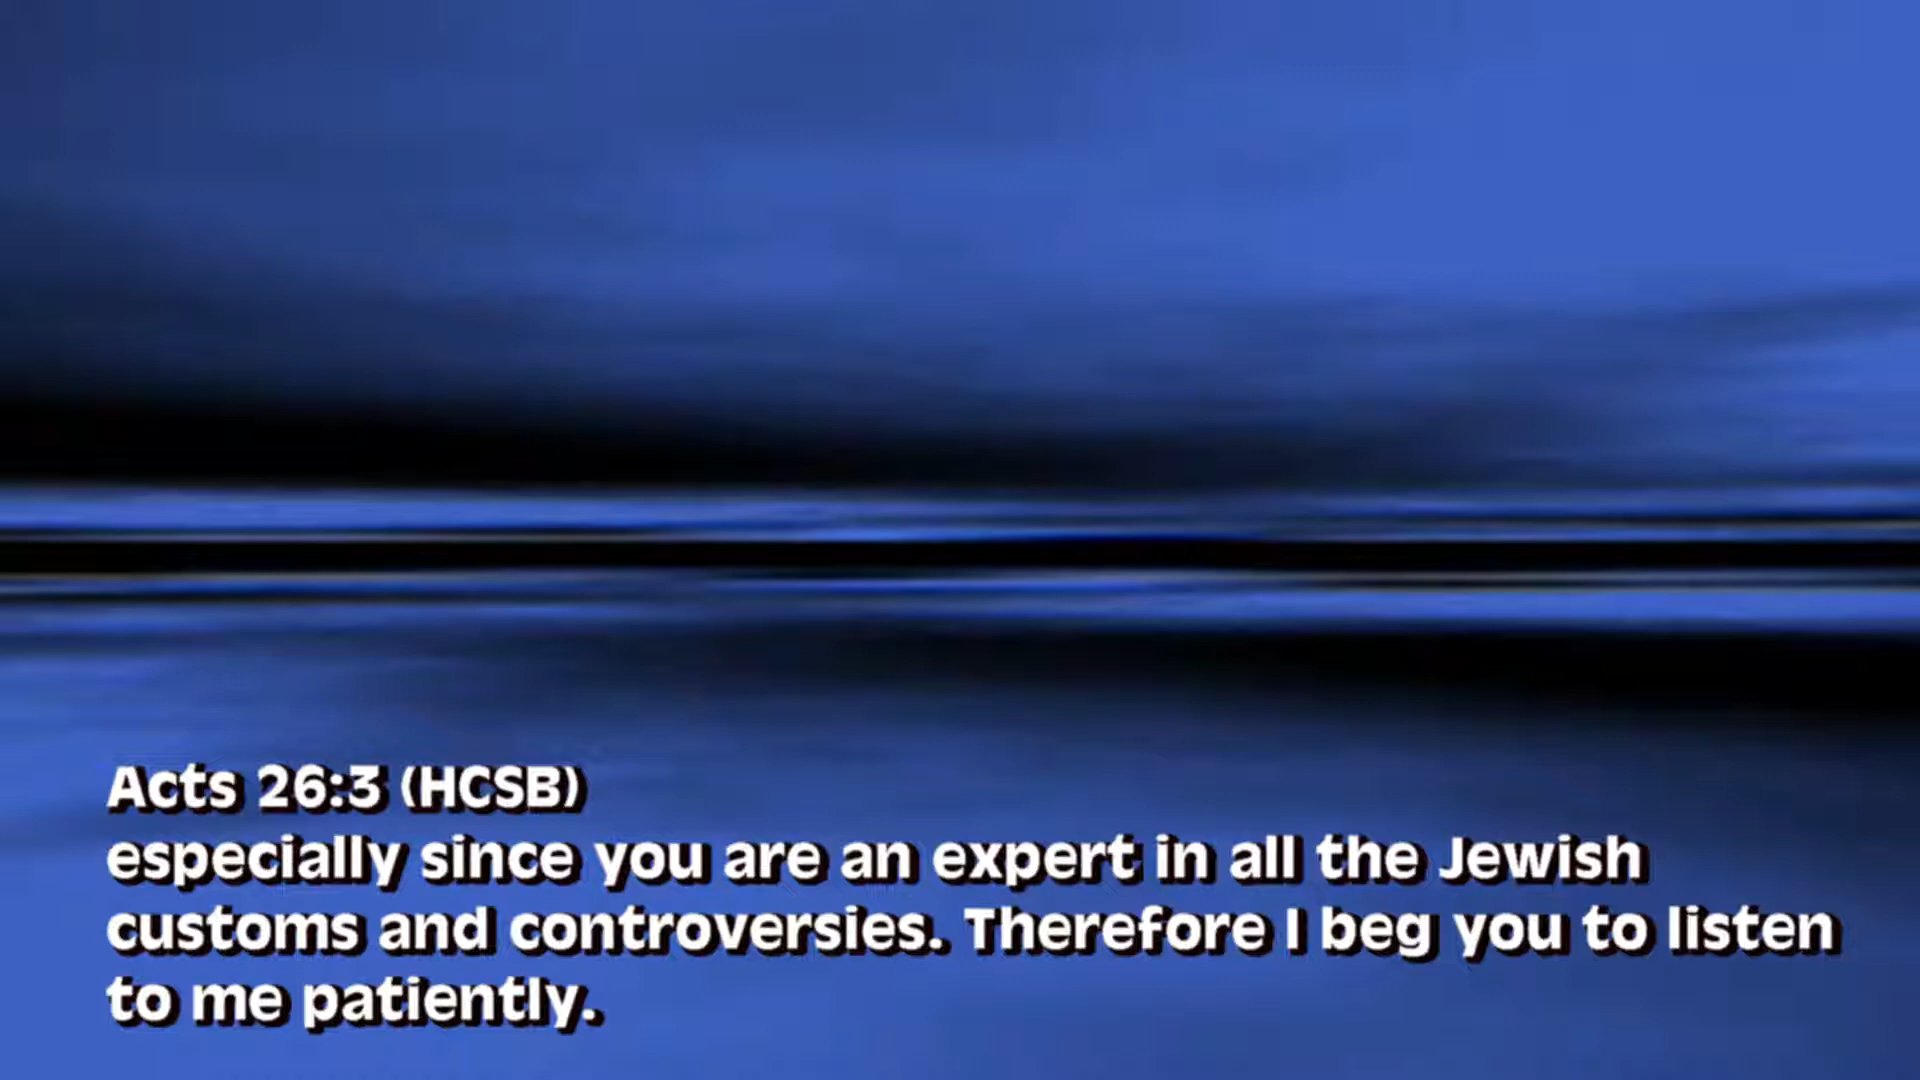 Acts 26:3 (HCSB)
especially since you are an expert in all the Jewish
customs and controversies. Therefore I beg you to listen
to me patiently.